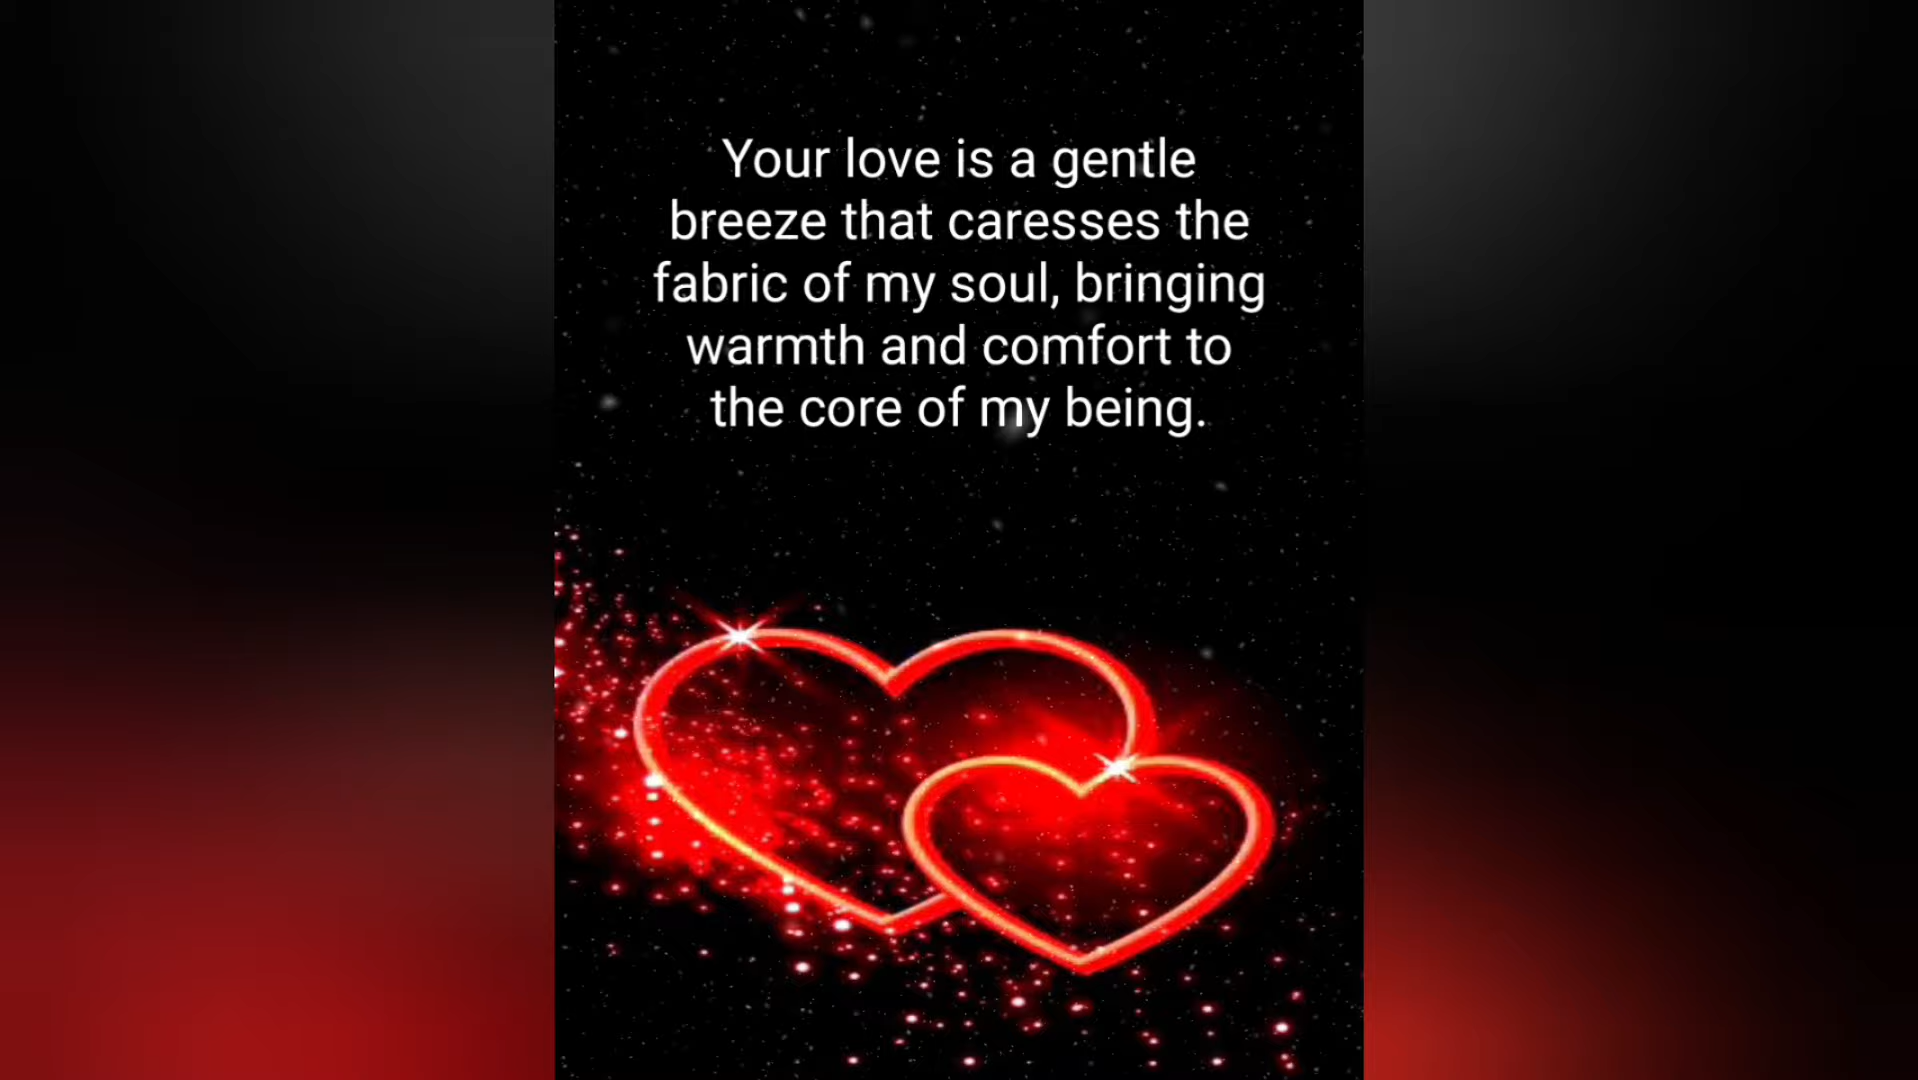 Your love is a gentle
breeze that caresses the
fabric of my soul, bringing
warmth and comfort to
the core of my being.